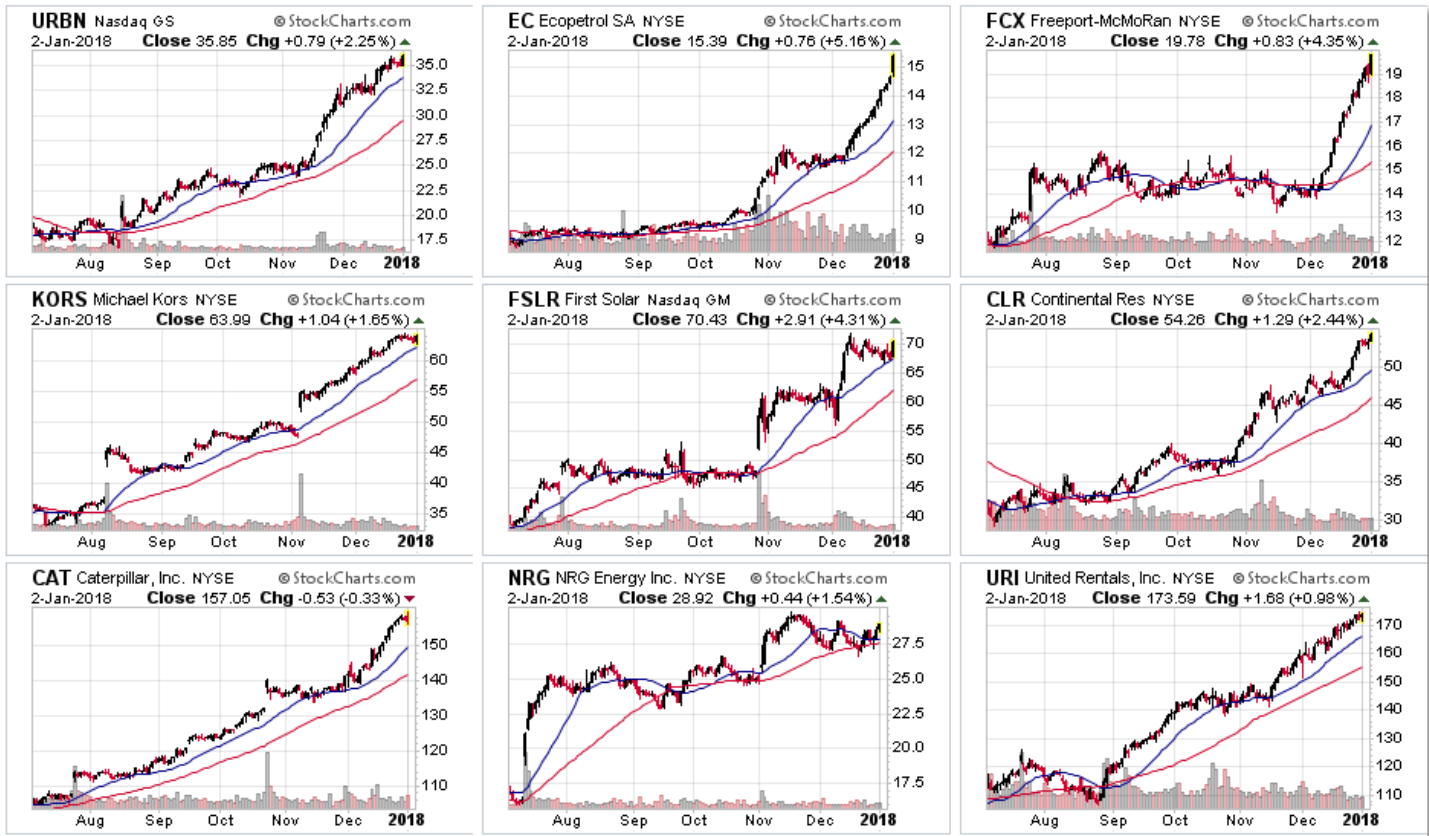 URBN Nasdaq GS © StockCharts.com
2-Jan-2018 Close 35.85 Chg +0.79 (+2.25%)
35.0
32.5
30.0
27.5
25.0
22.5
20.0
17.5
Aug Sep Oct Nov Dec 2018
EC Ecopetrol SA NYSE © StockCharts.com
2-Jan-2018 Close 15.39 Chg +0.76 (+5.16%)
15
14
13
12
11
10
9
Aug Sep Oct Nov Dec 2018
FCX Freeport-McMoRan NYSE © StockCharts.com
2-Jan-2018 Close 19.78 Chg +0.83 (+4.35%)
19
18
17
16
15
14
13
12
Aug Sep Oct Nov Dec 2018
KORS Michael Kors NYSE © StockCharts.com
2-Jan-2018 Close 63.99 Chg +1.04 (+1.65%)
60
55
50
45
40
35
Aug Sep Oct Nov Dec 2018
FSLR First Solar Nasdaq GM © StockCharts.com
2-Jan-2018 Close 70.43 Chg +2.91 (+4.31%)
70
65
60
55
50
45
40
Aug Sep Oct Nov Dec 2018
CLR Continental Res NYSE © StockCharts.com
2-Jan-2018 Close 54.26 Chg +1.29 (+2.44%)
50
45
40
35
30
Aug Sep Oct Nov Dec 2018
CAT Caterpillar, Inc. NYSE © StockCharts.com
2-Jan-2018 Close 157.05 Chg -0.53 (-0.33%)
150
140
130
120
110
Aug Sep Oct Nov Dec 2018
NRG NRG Energy Inc. NYSE © StockCharts.com
2-Jan-2018 Close 28.92 Chg +0.44 (+1.54%)
27.5
25.0
22.5
20.0
17.5
Aug Sep Oct Nov Dec 2018
URI United Rentals, Inc. NYSE © StockCharts.com
2-Jan-2018 Close 173.59 Chg +1.68 (+0.98%)
170
160
150
140
130
120
110
Aug Sep Oct Nov Dec 2018